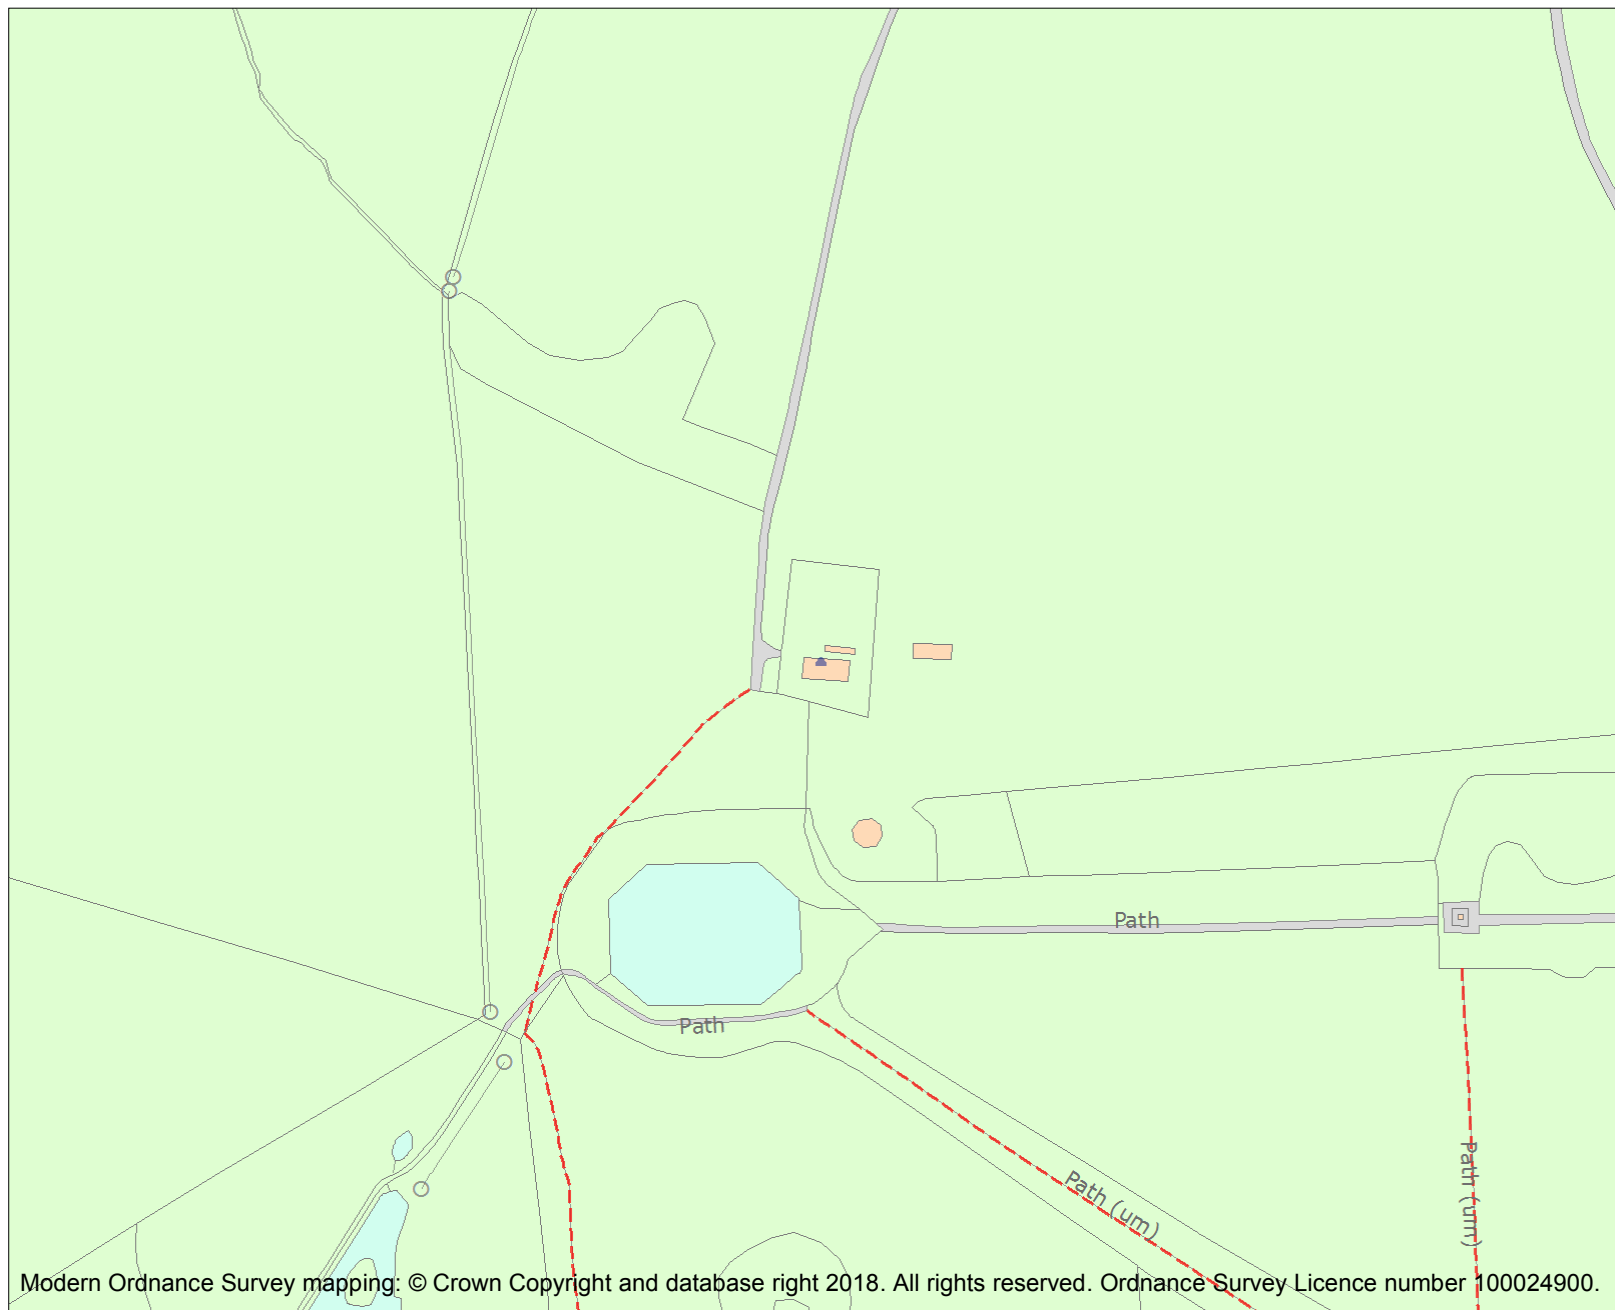 Path
Path
Path (um)
Path (um)
Modern Ordnance Survey mapping: © Crown Copyright and database right 2018. All rights reserved. Ordnance Survey Licence number 100024900.